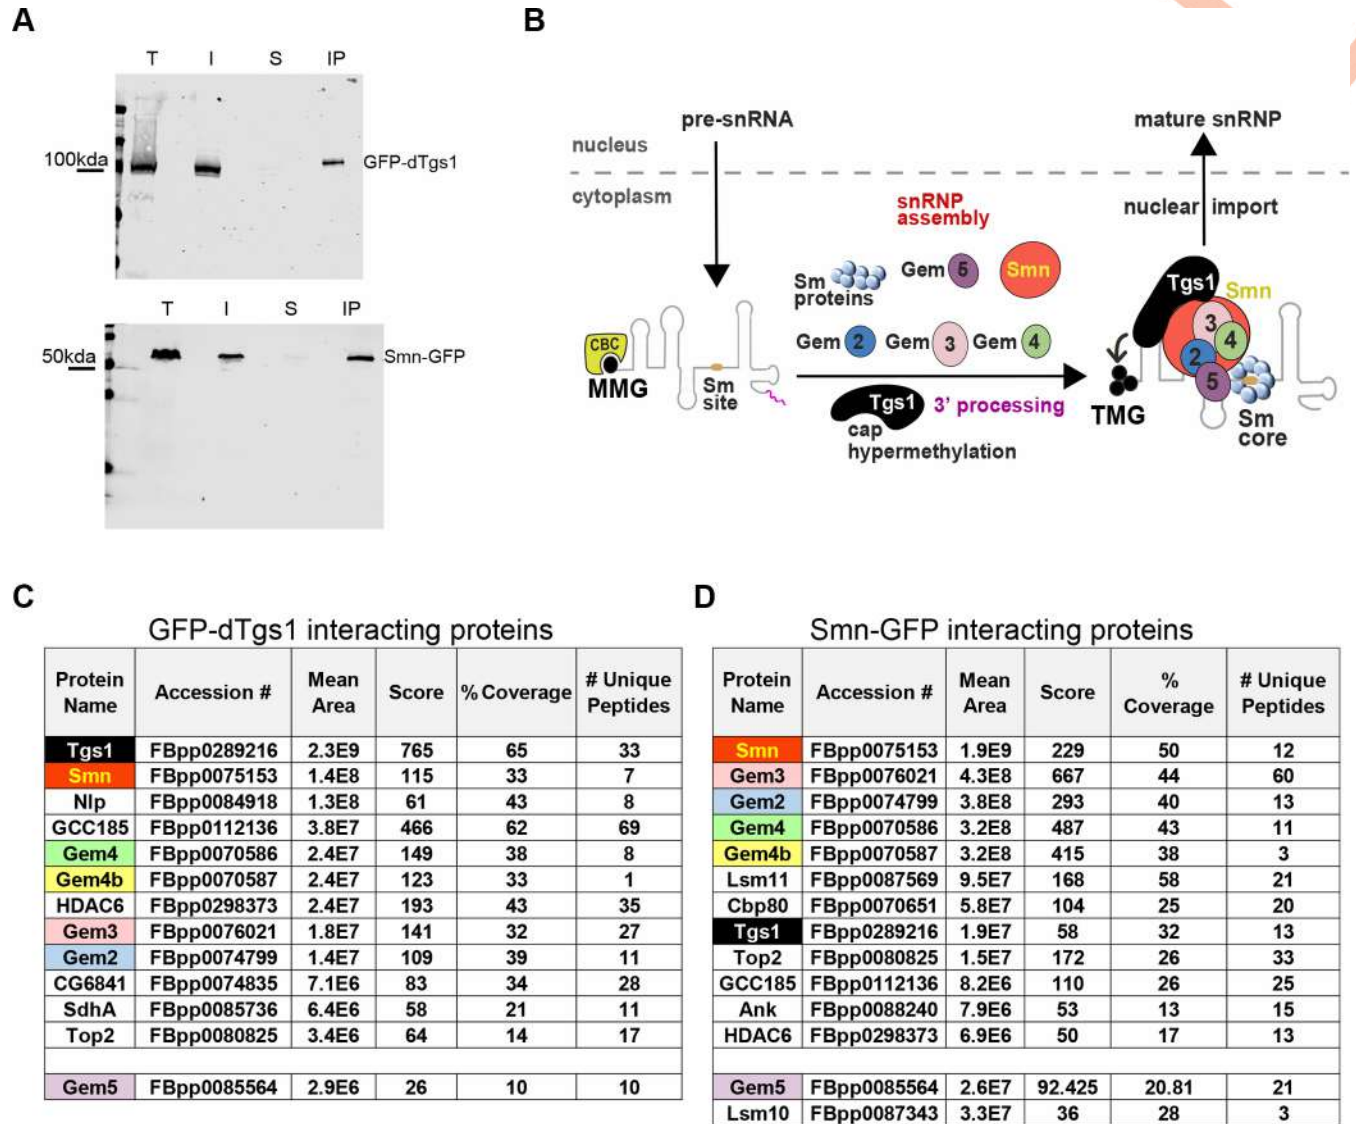 A
T I S IP
100kda
GFP-dTgs1
T I S IP
50kda
Smn-GFP
B
pre-snRNA
mature snRNP
nucleus
cytoplasm
snRNP
assembly
nuclear import
Sm
proteins
Gem 5
Smn
Gem 2
Gem 3
Gem 4
CBC
MMG
Sm
site
Tgs1
3' processing
cap
hypermethylation
Tgs1
Smn
3
4
2
5
TMG
Sm
core
C
GFP-dTgs1 interacting proteins
Protein Name Accession # Mean Area Score % Coverage # Unique Peptides
Tgs1 FBpp0289216 2.3E9 765 65 33
Smn FBpp0075153 1.4E8 115 33 7
Nlp FBpp0084918 1.3E8 61 43 8
GCC185 FBpp0112136 3.8E7 466 62 69
Gem4 FBpp0070586 2.4E7 149 38 8
Gem4b FBpp0070587 2.4E7 123 33 1
HDAC6 FBpp0298373 2.4E7 193 43 35
Gem3 FBpp0076021 1.8E7 141 32 27
Gem2 FBpp0074799 1.4E7 109 39 11
CG6841 FBpp0074835 7.1E6 83 34 28
SdhA FBpp0085736 6.4E6 58 21 11
Top2 FBpp0080825 3.4E6 64 14 17
Gem5 FBpp0085564 2.9E6 26 10 10
D
Smn-GFP interacting proteins
Protein Name Accession # Mean Area Score % Coverage # Unique Peptides
Smn FBpp0075153 1.9E9 229 50 12
Gem3 FBpp0076021 4.3E8 667 44 60
Gem2 FBpp0074799 3.8E8 293 40 13
Gem4 FBpp0070586 3.2E8 487 43 11
Gem4b FBpp0070587 3.2E8 415 38 3
Lsm11 FBpp0087569 9.5E7 168 58 21
Cbp80 FBpp0070651 5.8E7 104 25 20
Tgs1 FBpp0289216 1.9E7 58 32 13
Top2 FBpp0080825 1.5E7 172 26 33
GCC185 FBpp0112136 8.2E6 110 26 25
Ank FBpp0088240 7.9E6 53 13 15
HDAC6 FBpp0298373 6.9E6 50 17 13
Gem5 FBpp0085564 2.6E7 92.425 20.81 21
Lsm10 FBpp0087343 3.3E7 36 28 3